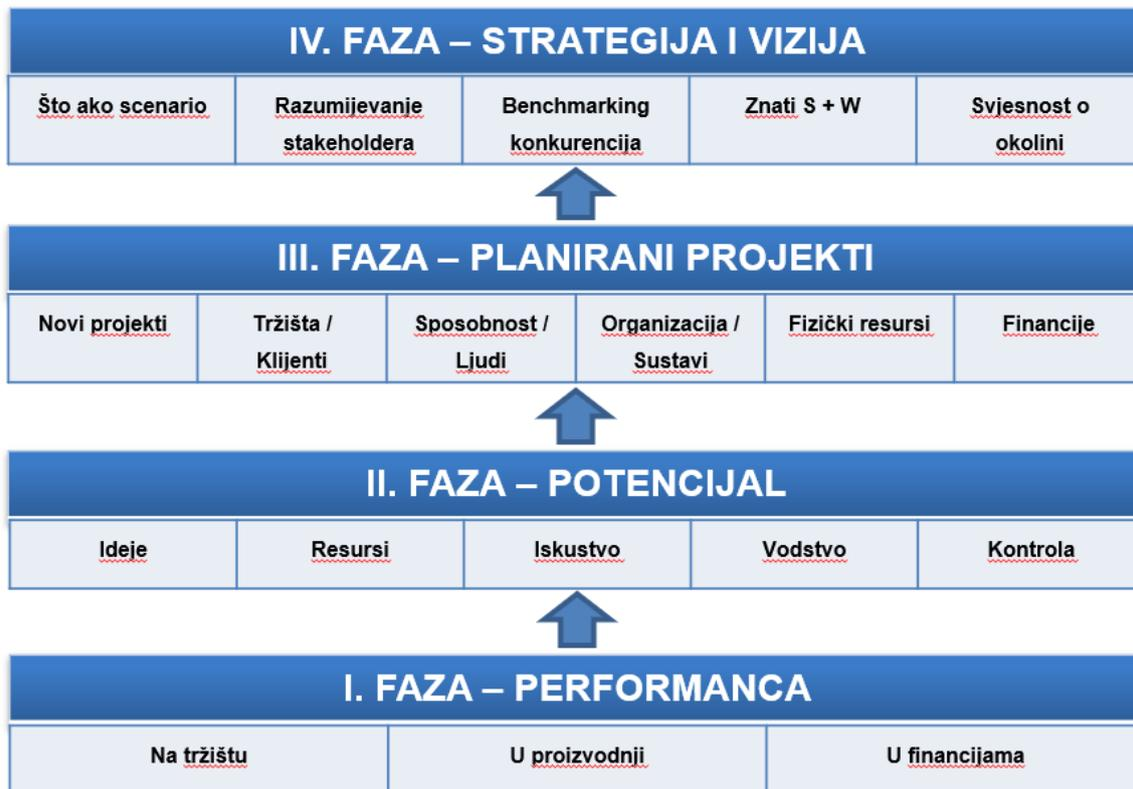 IV. FAZA – STRATEGIJA I VIZIJA
Što ako scenario
Razumijevanje
stakeholdera
Benchmarking
konkurencija
Znati S + W
Svjesnost o
okolini
III. FAZA – PLANIRANI PROJEKTI
Novi projekti
Tržišta /
Klijenti
Sposobnost /
Ljudi
Organizacija /
Sustavi
Fizički resursi
Financije
II. FAZA – POTENCIJAL
Ideje
Resursi
Iskustvo
Vodstvo
Kontrola
I. FAZA – PERFORMANCA
Na tržištu
U proizvodnji
U financijama